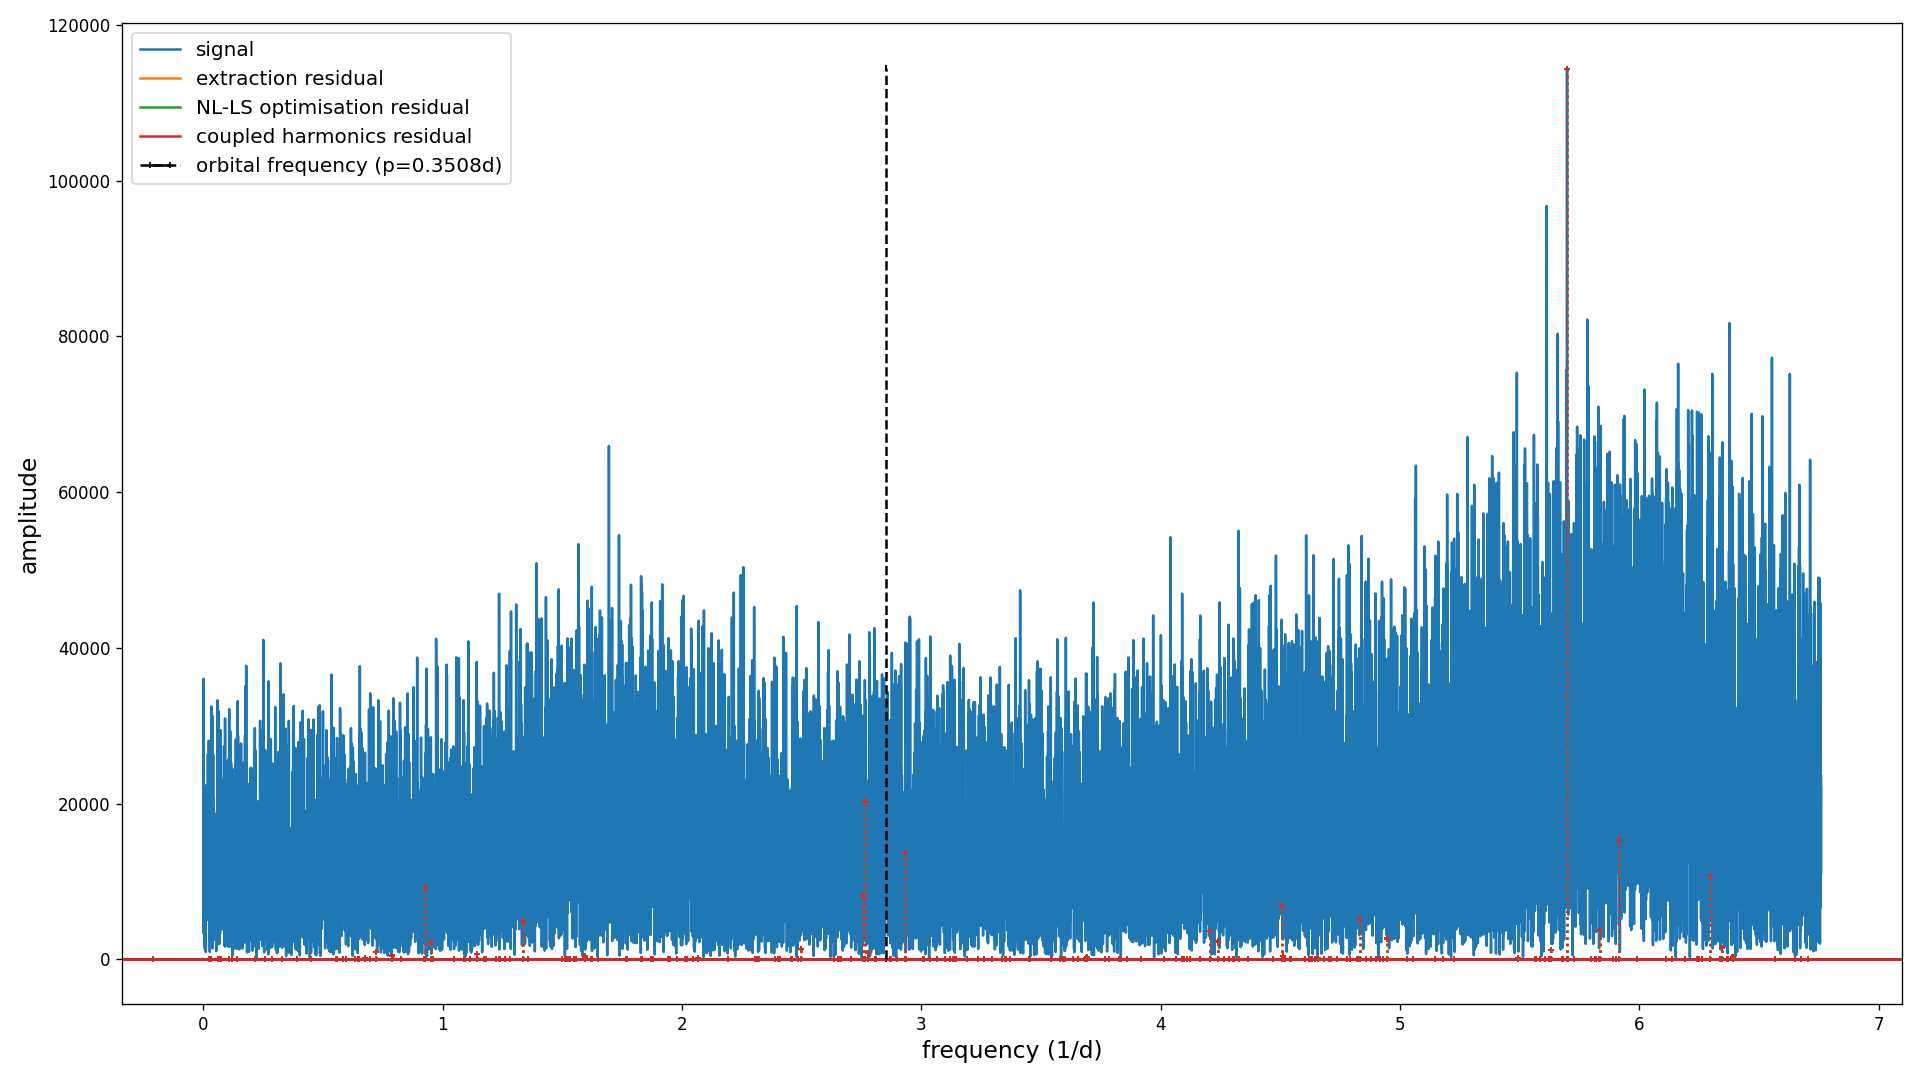 120000
100000
80000
60000
40000
20000
0
amplitude
signal
extraction residual
NL-LS optimisation residual
coupled harmonics residual
orbital frequency (p=0.3508d)
0 1 2 3 4 5 6 7
frequency (1/d)